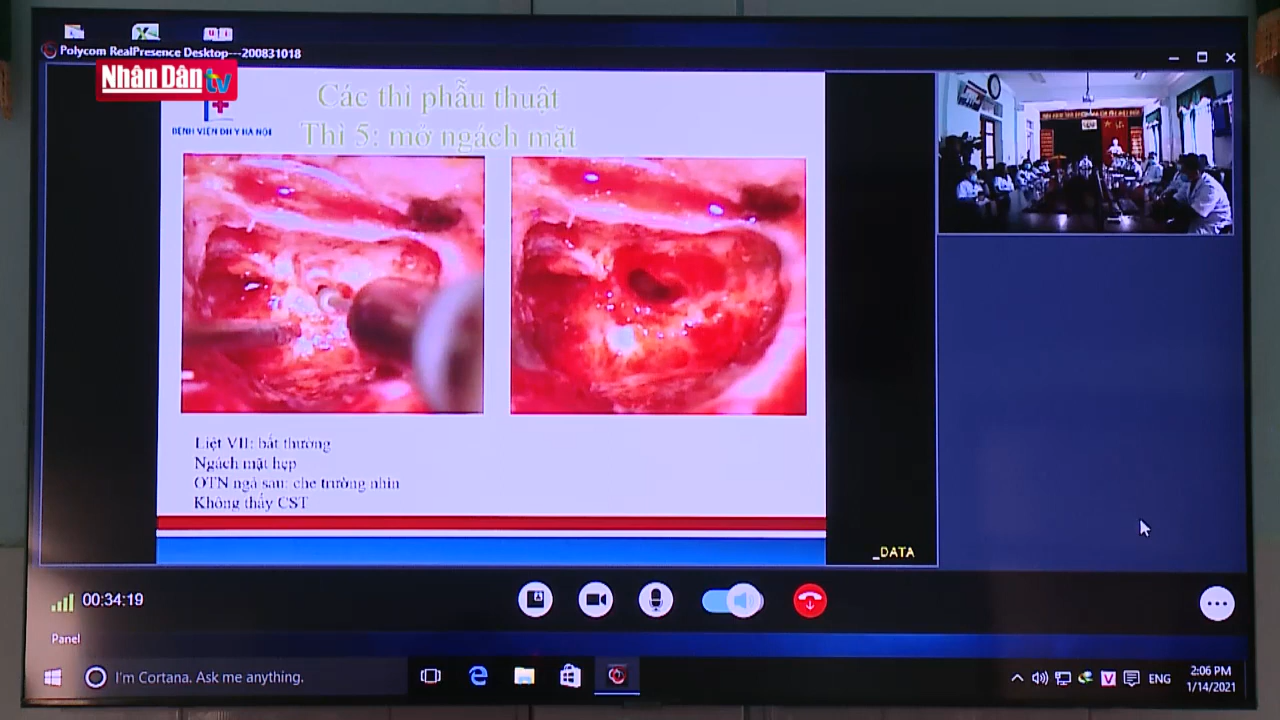 Polycom RealPresence Desktop---200831018
Nhân Dân tv
BỆNH VIỆN ĐH Y HÀ NỘI
Các thì phẫu thuật
Thì 5: mở ngách mặt
Liệt VII: bất thường
Ngách mặt hẹp
OTN ngả sau: che trường nhìn
Không thấy CST
_DATA
00:34:19
Panel
I'm Cortana. Ask me anything.
ENG
2:06 PM
1/14/2021